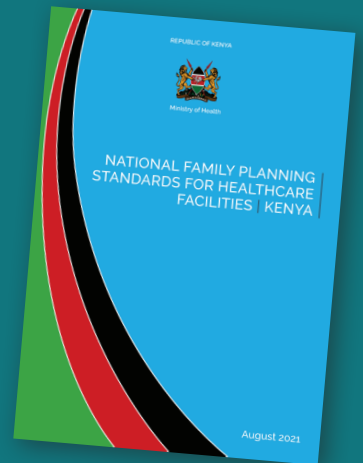 REPUBLIC OF KENYA
Ministry of Health
NATIONAL FAMILY PLANNING
STANDARDS FOR HEALTHCARE
FACILITIES | KENYA
August 2021